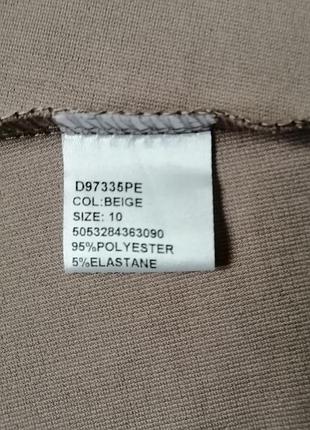 D97335PE
COL:BEIGE
SIZE: 10
5053284363090
95%POLYESTER
5%ELASTANE